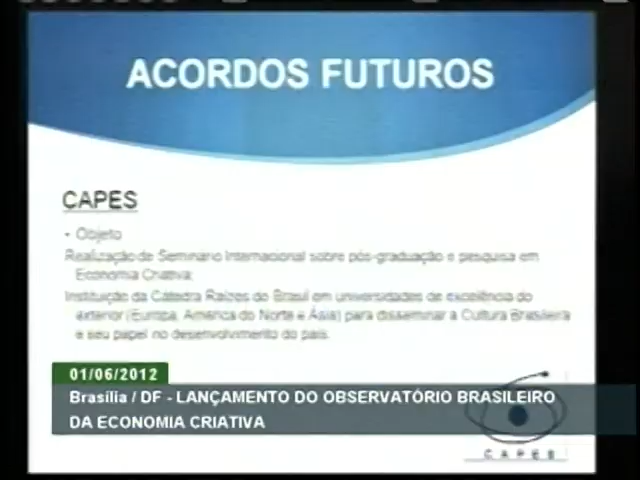 ACORDOS FUTUROS
CAPES
• Objeto
Realização de Seminário Internacional sobre pós-graduação e pesquisa em
Economia Criativa;
Instituição da Cátedra Raízes do Brasil em universidades de excelência do
exterior (Europa, América do Norte e Ásia) para disseminar a Cultura Brasileira
e seu papel no desenvolvimento do país.
01/06/2012
Brasília / DF - LANÇAMENTO DO OBSERVATÓRIO BRASILEIRO
DA ECONOMIA CRIATIVA
CAPES